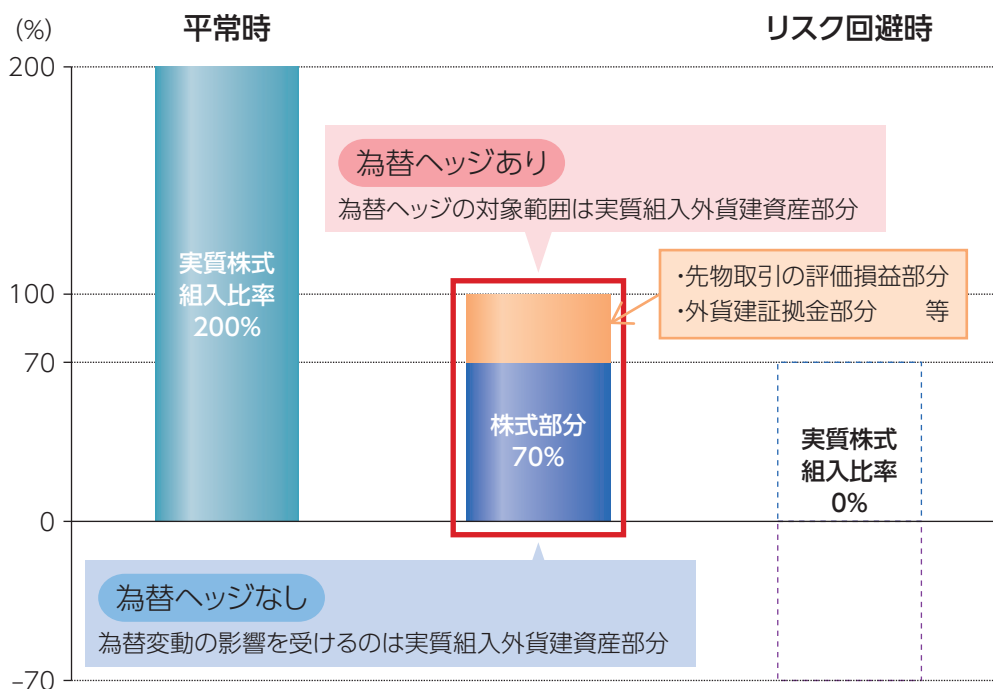 (%)
平常時
リスク回避時
200
為替ヘッジあり
為替ヘッジの対象範囲は実質組入外貨建資産部分
実質株式
組入比率
200%
・先物取引の評価損益部分
・外貨建証拠金部分 等
100
70
株式部分
70%
実質株式
組入比率
0%
0
為替ヘッジなし
為替変動の影響を受けるのは実質組入外貨建資産部分
−70